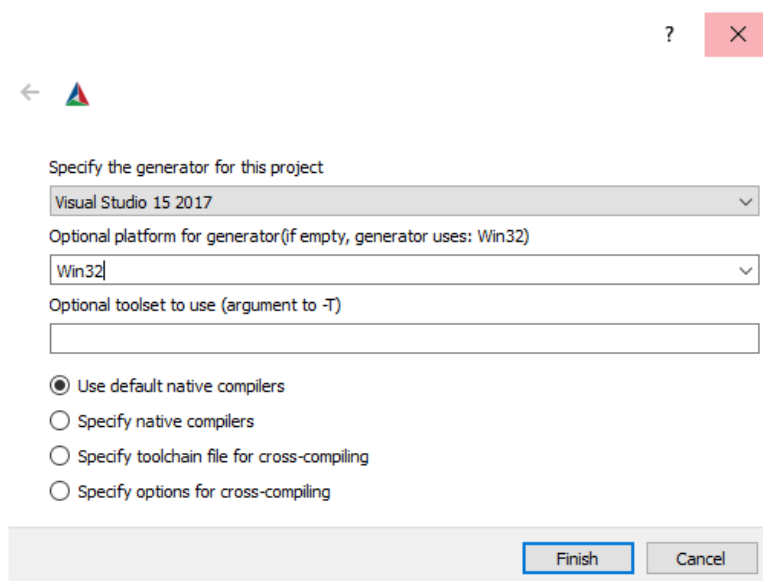 ?
Specify the generator for this project
Visual Studio 15 2017
Optional platform for generator(if empty, generator uses: Win32)
Win32
Optional toolset to use (argument to -T)
Use default native compilers
Specify native compilers
Specify toolchain file for cross-compiling
Specify options for cross-compiling
Finish Cancel